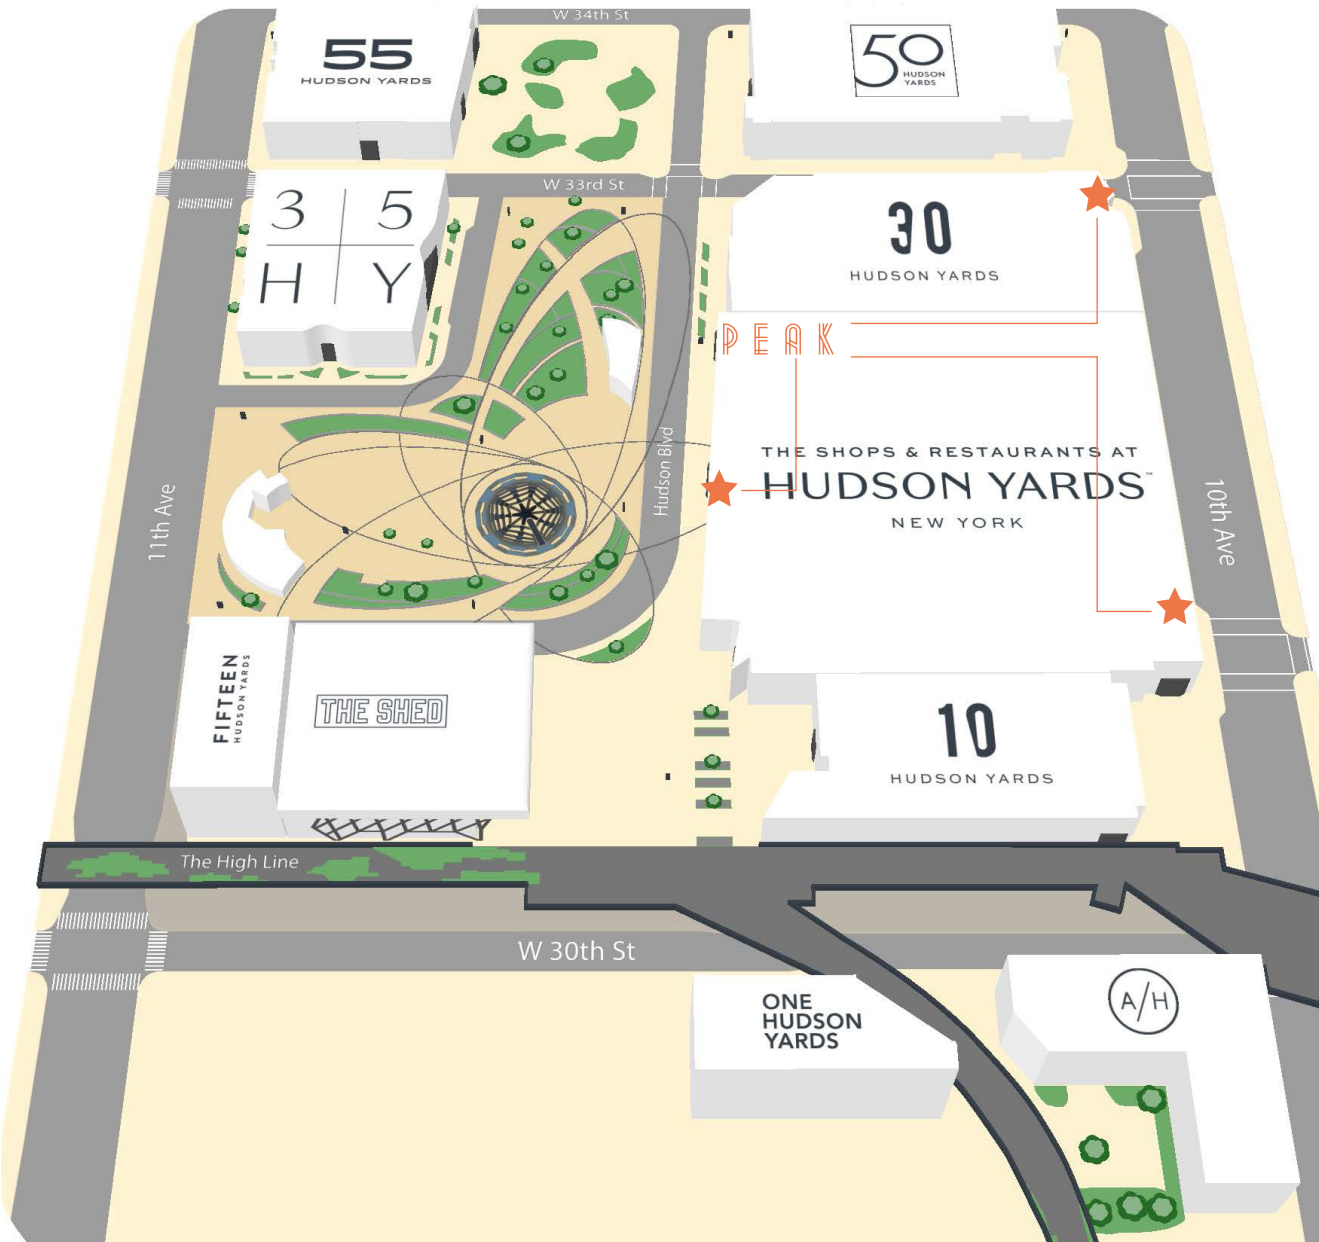 W 34th St
55
HUDSON YARDS
50
HUDSON
YARDS
W 33rd St
3 5
H Y
30
HUDSON YARDS
PEAK
THE SHOPS & RESTAURANTS AT
HUDSON YARDS™
NEW YORK
Hudson Blvd
11th Ave
10th Ave
FIFTEEN
HUDSON YARDS
THE SHED
10
HUDSON YARDS
The High Line
W 30th St
ONE
HUDSON
YARDS
A/H